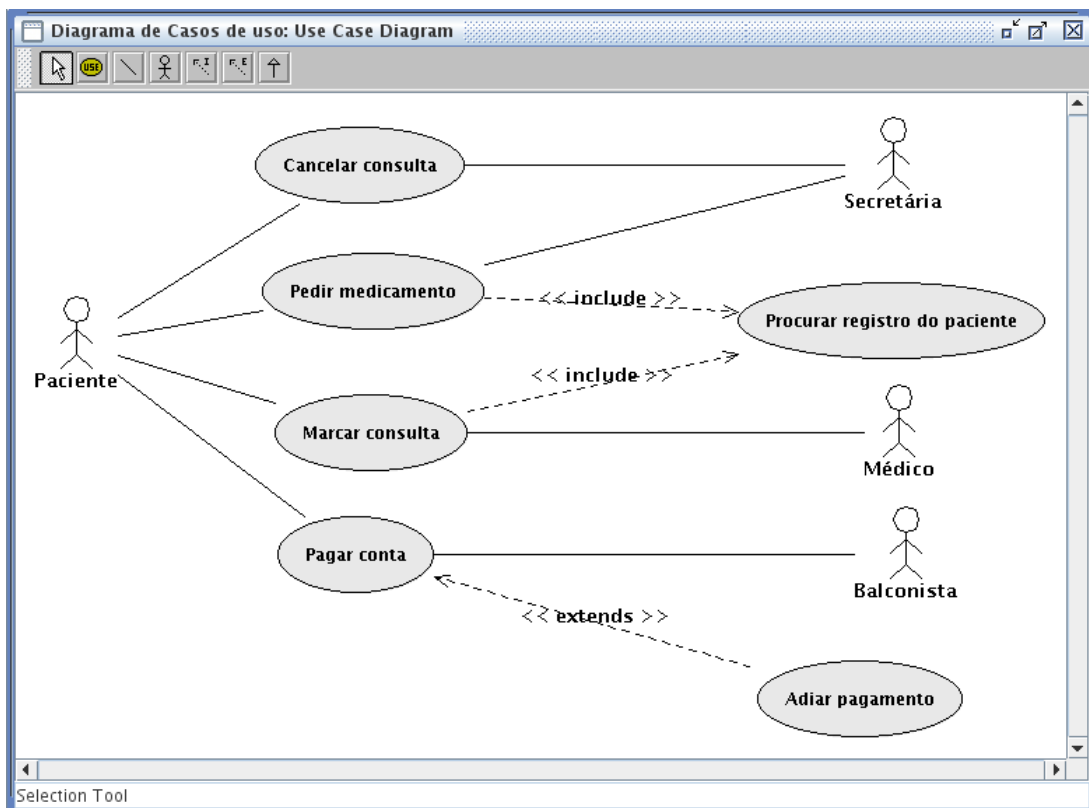 Diagrama de Casos de uso: Use Case Diagram
USE
F. I
F. E
Cancelar consulta
Secretária
Pedir medicamento
<< include >>
Procurar registro do paciente
Paciente
<< include >>
Marcar consulta
Médico
Pagar conta
Balconista
<< extends >>
Adiar pagamento
Selection Tool